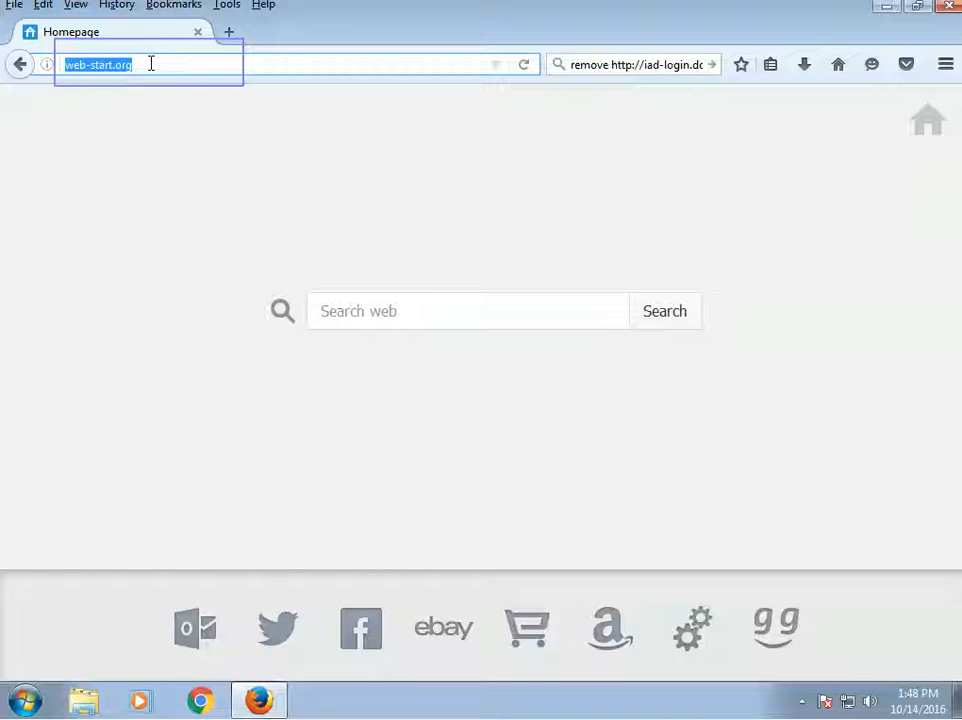 File Edit View History Bookmarks Tools Help
Homepage
web-start.org
remove http://iad-login.dc
Search web
Search
ebay
a
gg
1:48 PM
10/14/2016